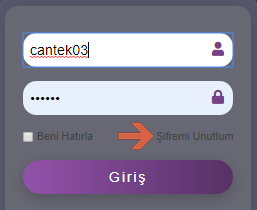 cantek03
••••••
Beni Hatırla
Şifremi Unuttum
Giriş